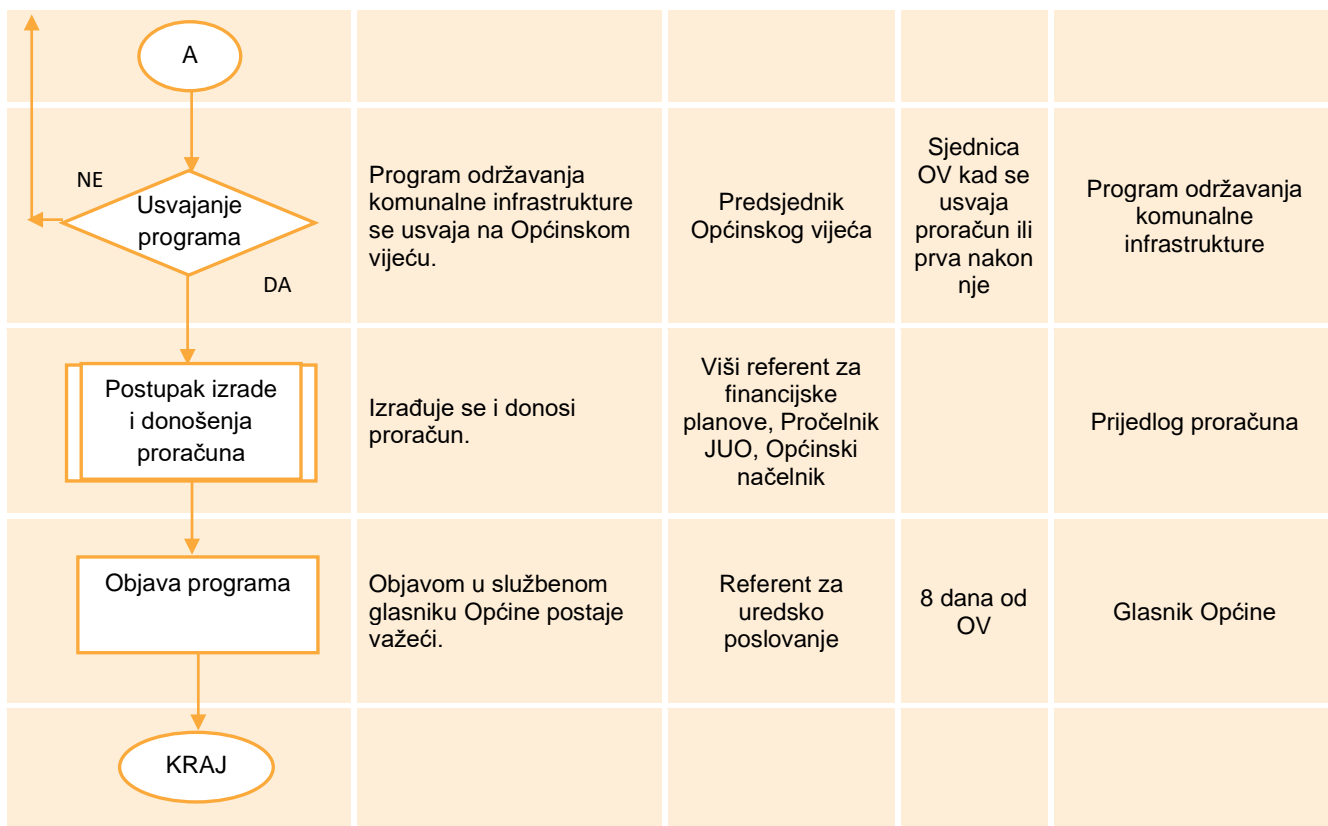 A
NE
Usvajanje
programa
DA
Program održavanja
komunalne infrastrukture
se usvaja na Općinskom
vijeću.
Predsjednik
Općinskog vijeća
Sjednica
OV kad se
usvaja
proračun ili
prva nakon
nje
Program održavanja
komunalne
infrastrukture
Postupak izrade
i donošenja
proračuna
Izrađuje se i donosi
proračun.
Viši referent za
financijske
planove, Pročelnik
JUO, Općinski
načelnik
Prijedlog proračuna
Objava programa
Objavom u službenom
glasniku Općine postaje
važeći.
Referent za
uredsko
poslovanje
8 dana od
OV
Glasnik Općine
KRAJ